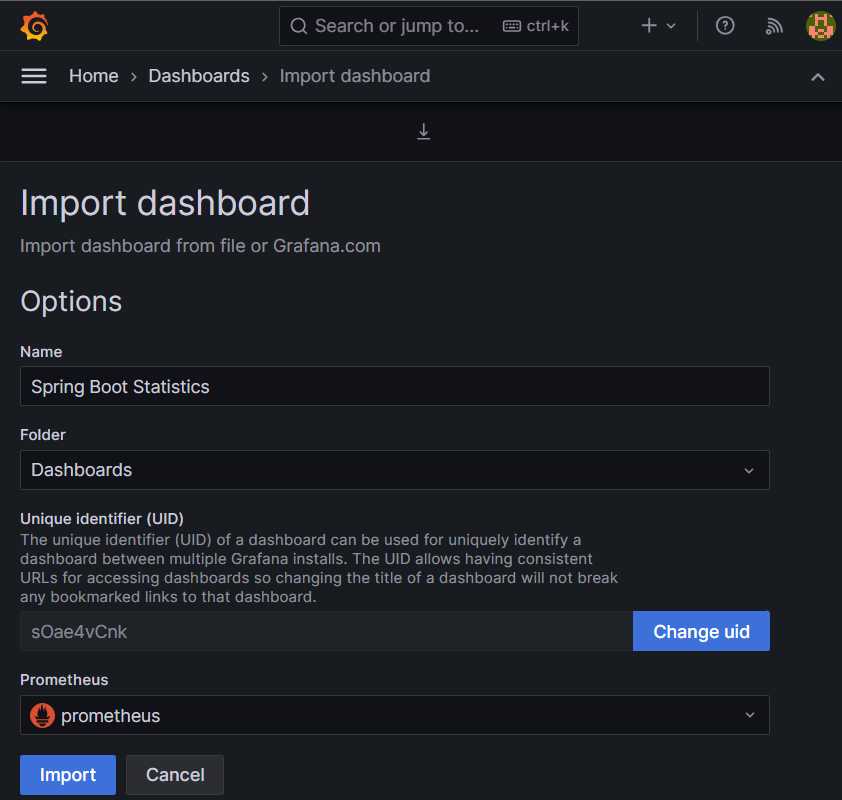 Search or jump to... ctrl+k
Home › Dashboards › Import dashboard
Import dashboard
Import dashboard from file or Grafana.com
Options
Name
Spring Boot Statistics
Folder
Dashboards
Unique identifier (UID)
The unique identifier (UID) of a dashboard can be used for uniquely identify a
dashboard between multiple Grafana installs. The UID allows having consistent
URLs for accessing dashboards so changing the title of a dashboard will not break
any bookmarked links to that dashboard.
sOae4vCnk Change uid
Prometheus
prometheus
Import Cancel